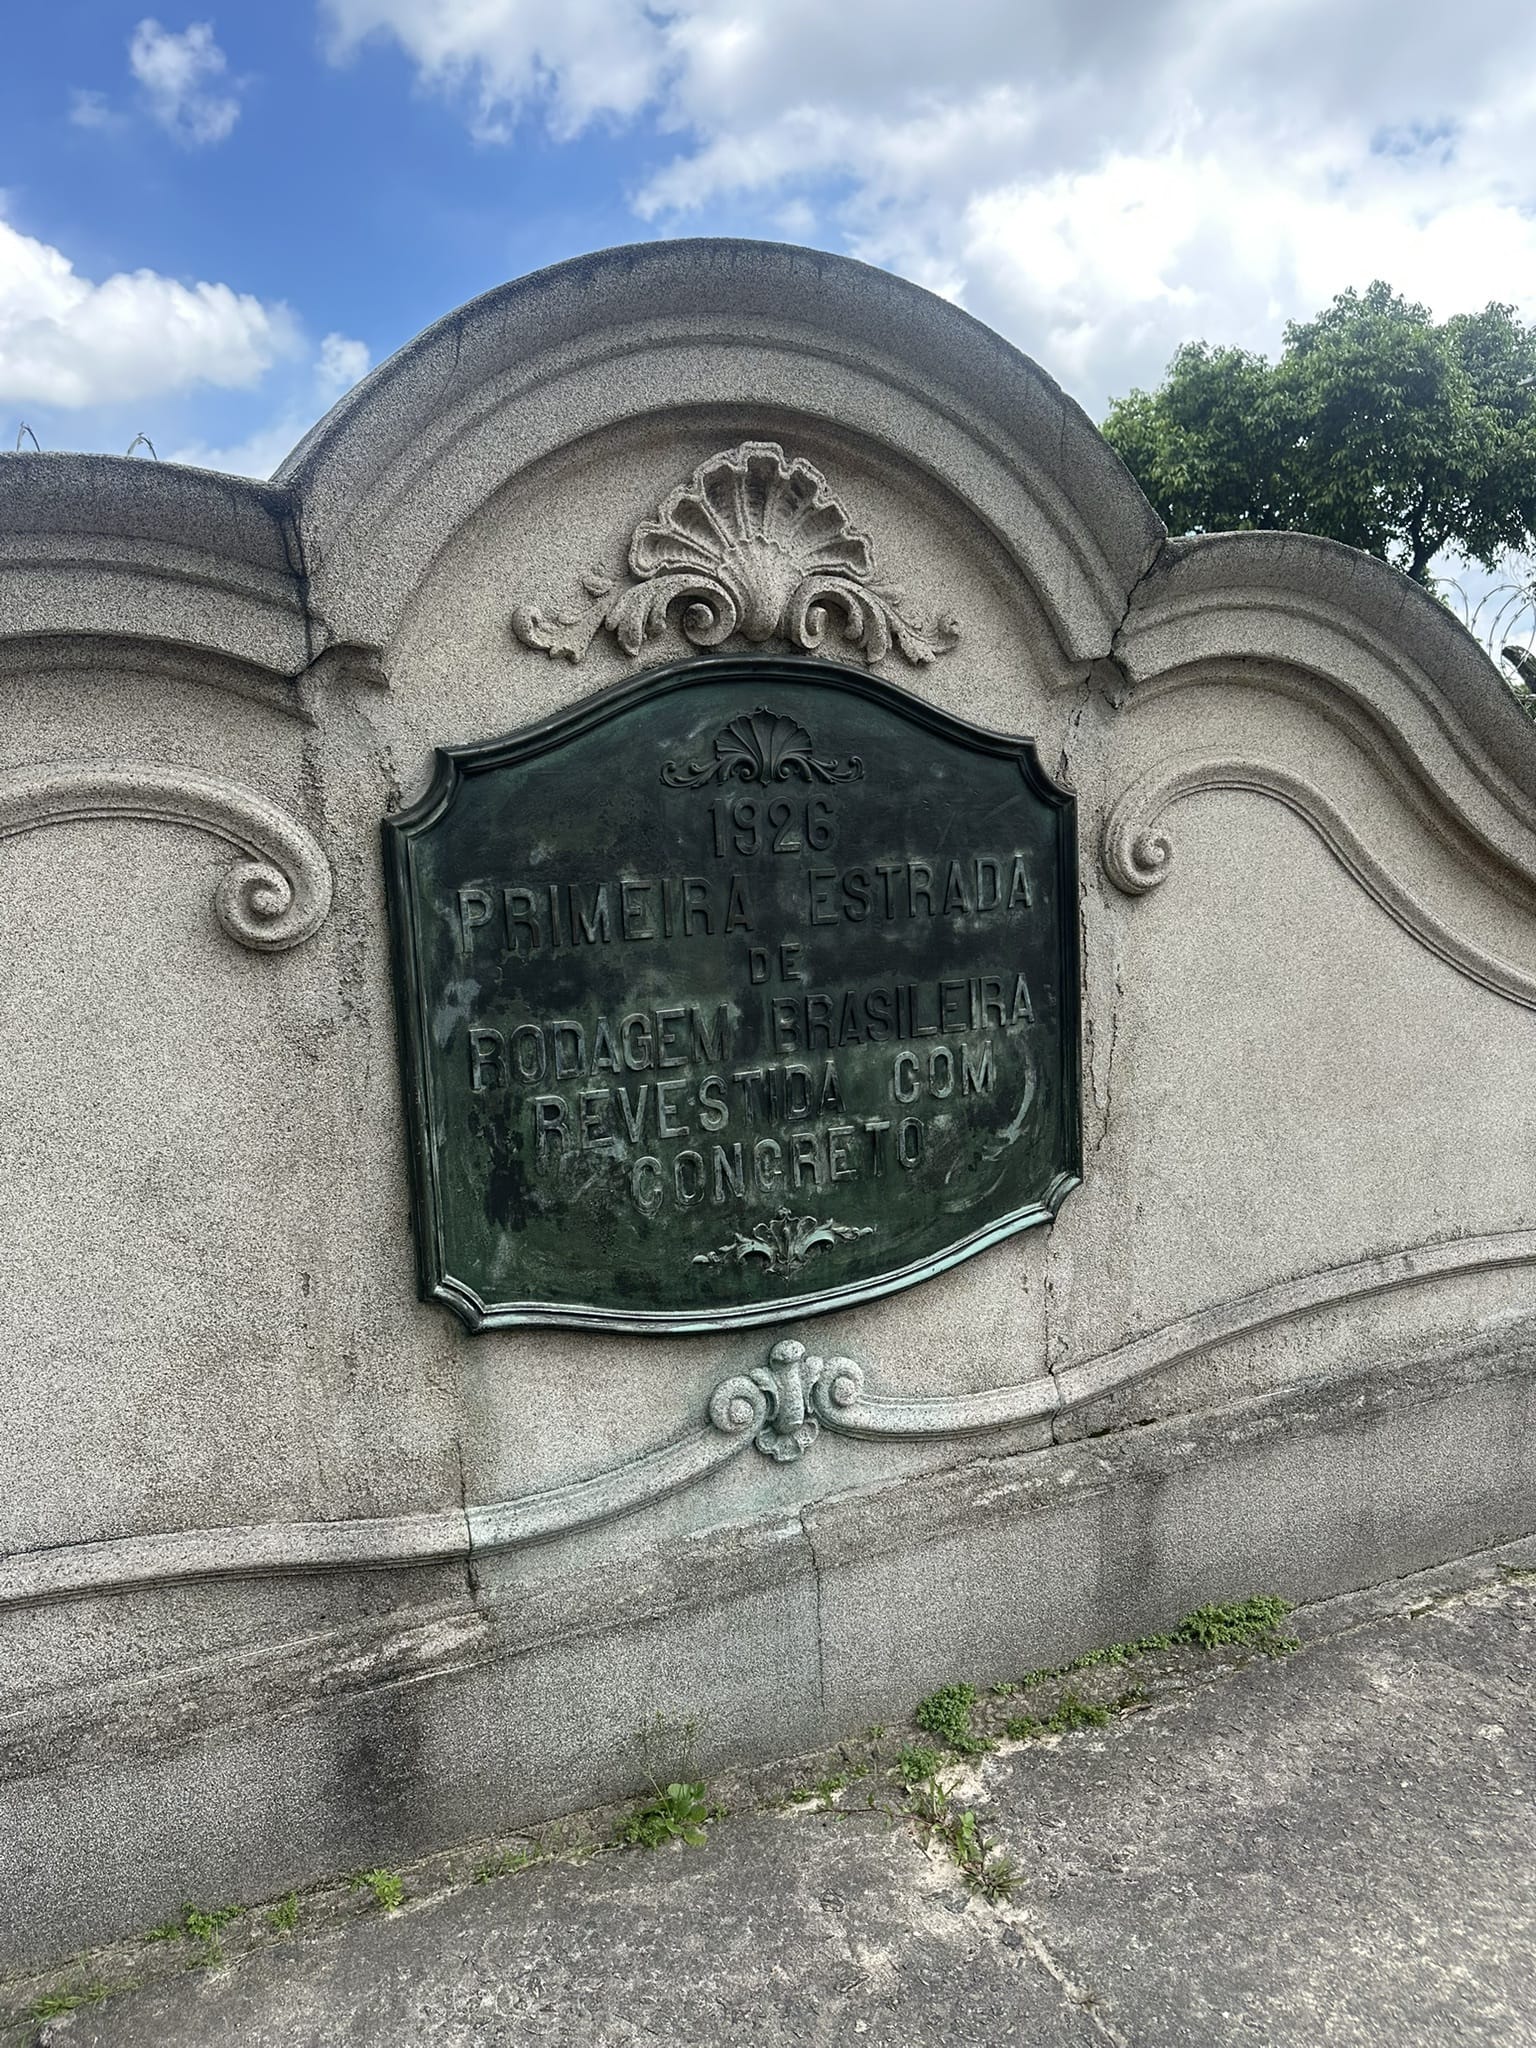 1926
PRIMEIRA ESTRADA
DE
RODAGEM BRASILEIRA
REVESTIDA COM
CONCRETO